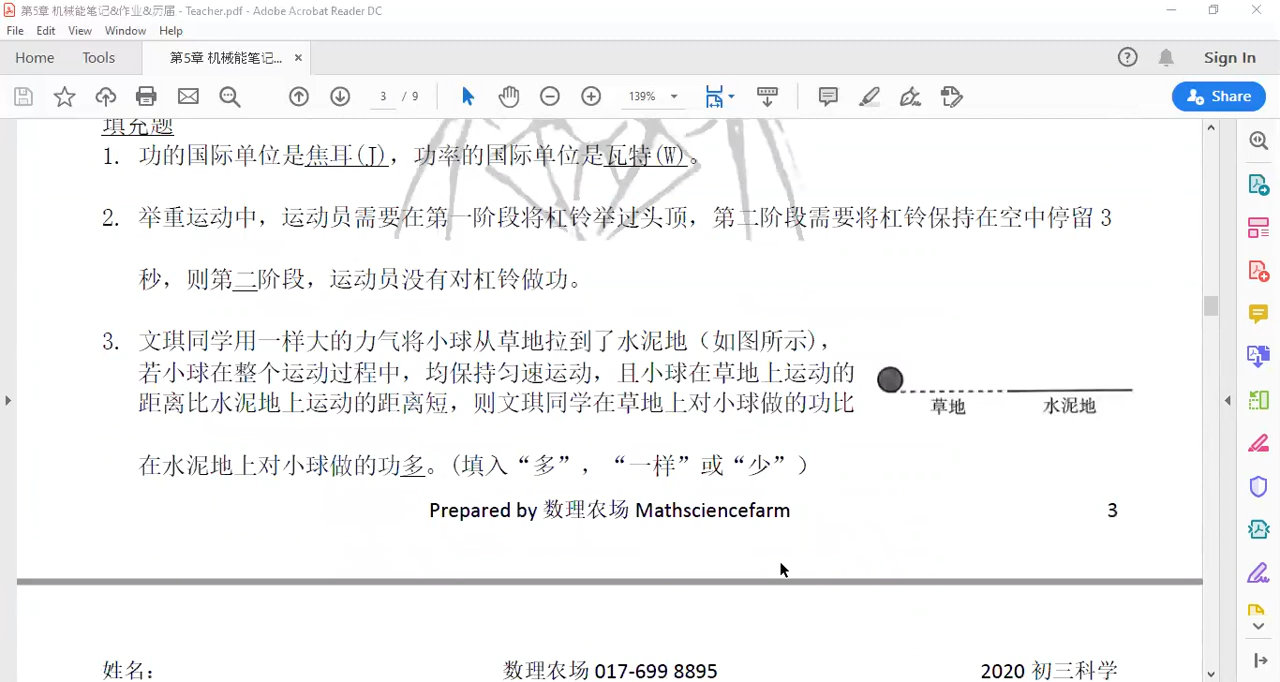 第5章 机械能笔记&作业&历届 - Teacher.pdf - Adobe Acrobat Reader DC
File Edit View Window Help
Home Tools 第5章 机械能笔记... × Sign In
3 / 9 139% Share
填充题
1. 功的国际单位是焦耳(J)，功率的国际单位是瓦特(W)。
2. 举重运动中，运动员需要在第一阶段将杠铃举过头顶，第二阶段需要将杠铃保持在空中停留3
秒，则第二阶段，运动员没有对杠铃做功。
3. 文琪同学用一样大的力气将小球从草地拉到了水泥地（如图所示），
若小球在整个运动过程中，均保持匀速运动，且小球在草地上运动的
距离比水泥地上运动的距离短，则文琪同学在草地上对小球做的功比
草地 水泥地
在水泥地上对小球做的功多。(填入“多”，“一样”或“少”)
Prepared by 数理农场 Mathsciencefarm 3
姓名： 数理农场 017-699 8895 2020 初三科学